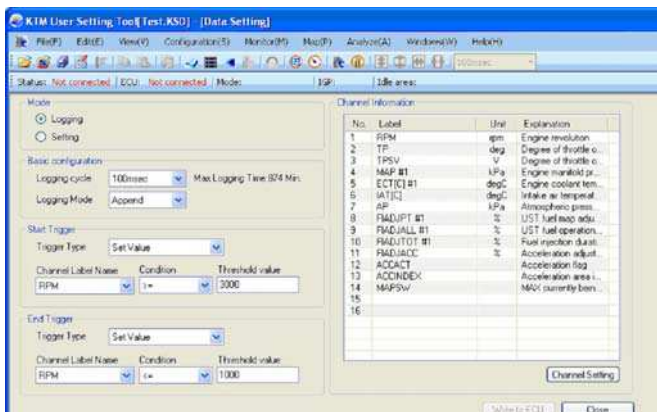 KTM User Setting Tool[Test.KSD] - [Data Setting]
File(F) Edit(E) View(V) Configuration(S) Monitor(M) Map(P) Analyze(A) Windows(W) Help(H)
100msec
Status: Not connected ECU: Not connected Mode: IGP: Idle area:
Mode
Logging
Setting
Basic configuration
Logging cycle 100msec Max Logging Time:874 Min.
Logging Mode Append
Start Trigger
Trigger Type Set Value
Channel Label Name Condition Threshold value
RPM >= 3000
End Trigger
Trigger Type Set Value
Channel Label Name Condition Threshold value
RPM <= 1000
Channel Information
No. Label Unit Explanation
1 RPM rpm Engine revolution
2 TP deg Degree of throttle o...
3 TPSV V Degree of throttle o...
4 MAP #1 kPa Engine manifold pr...
5 ECT[C] #1 degC Engine coolant tem...
6 IAT[C] degC Intake air temperat...
7 AP kPa Atmospheric press...
8 FIADJPT #1 % UST fuel map adju...
9 FIADJALL #1 % UST fuel operation...
10 FIADJTOT #1 % Fuel injection durati...
11 FIADJACC % Acceleration adjust...
12 ACCACT Acceleration flag
13 ACCINDEX Acceleration area i...
14 MAPSW MAX currently bein...
15
16
Channel Setting
Write to ECU Close